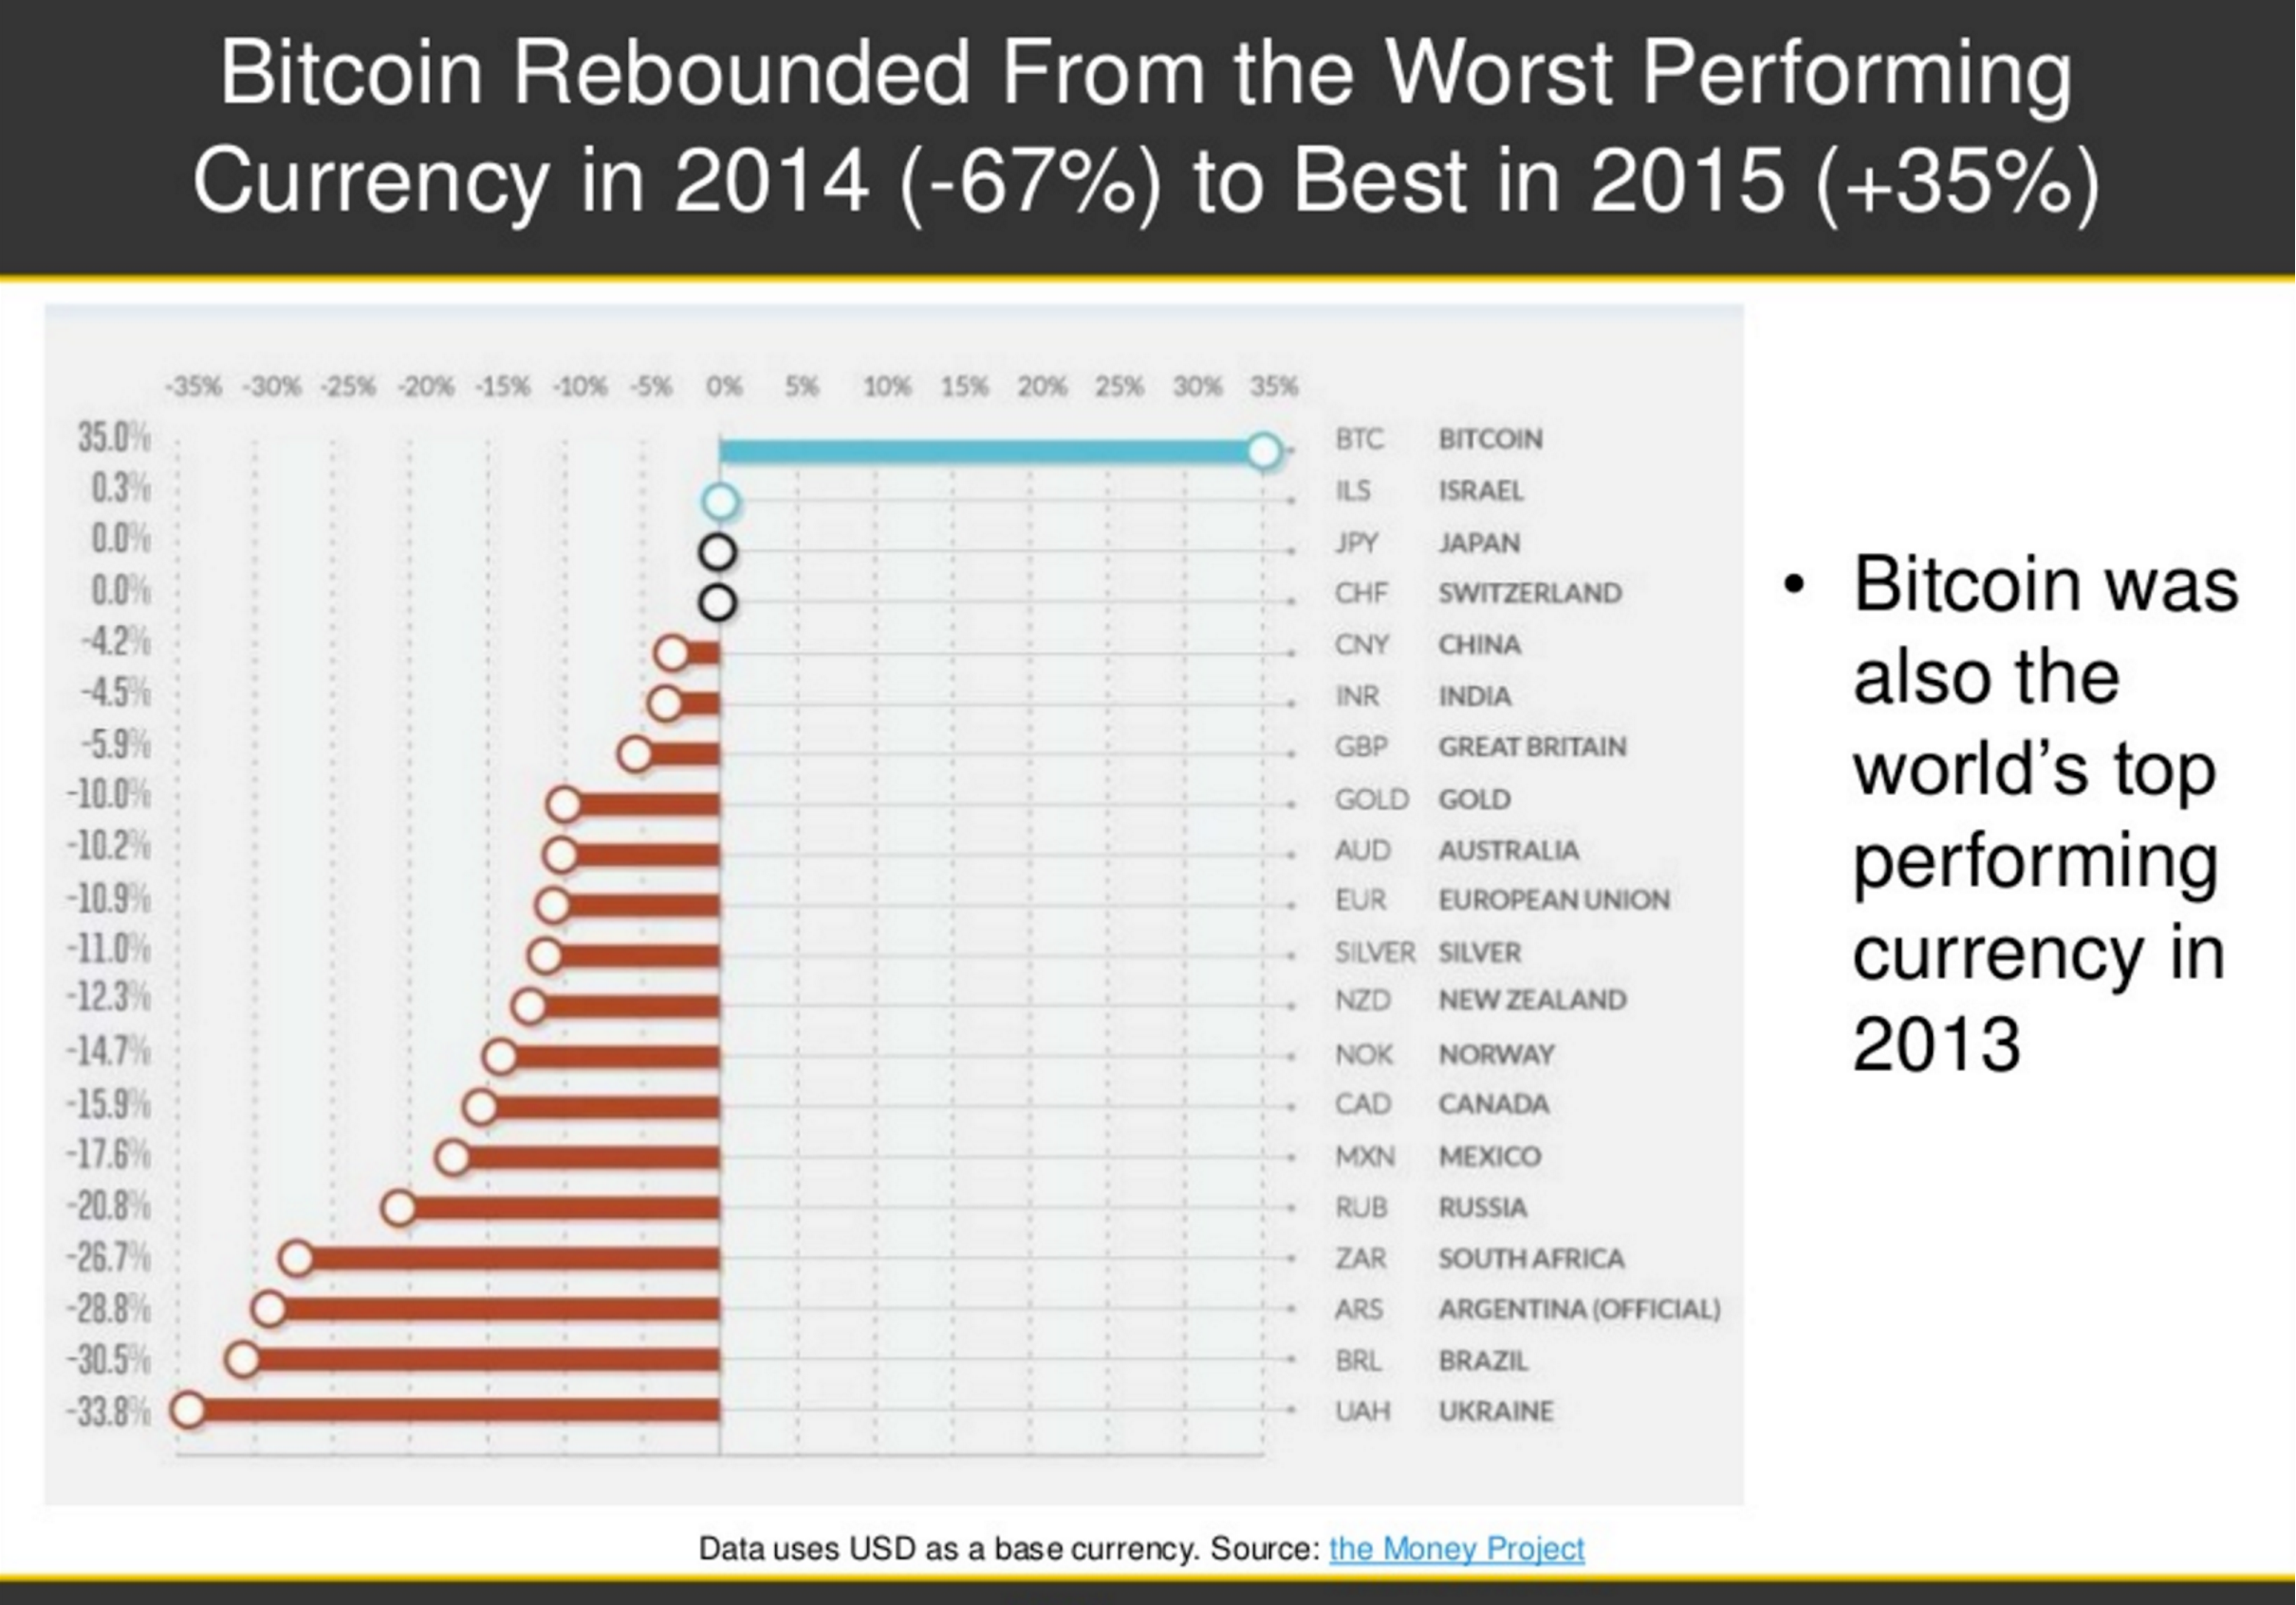 Bitcoin Rebounded From the Worst Performing
Currency in 2014 (-67%) to Best in 2015 (+35%)
-35% -30% -25% -20% -15% -10% -5% 0% 5% 10% 15% 20% 25% 30% 35%
35.0% BTC BITCOIN
0.3% ILS ISRAEL
0.0% JPY JAPAN
0.0% CHF SWITZERLAND
-4.2% CNY CHINA
-4.5% INR INDIA
-5.9% GBP GREAT BRITAIN
-10.0% GOLD GOLD
-10.2% AUD AUSTRALIA
-10.9% EUR EUROPEAN UNION
-11.0% SILVER SILVER
-12.3% NZD NEW ZEALAND
-14.7% NOK NORWAY
-15.9% CAD CANADA
-17.6% MXN MEXICO
-20.8% RUB RUSSIA
-26.7% ZAR SOUTH AFRICA
-28.8% ARS ARGENTINA (OFFICIAL)
-30.5% BRL BRAZIL
-33.8% UAH UKRAINE
• Bitcoin was
also the
world’s top
performing
currency in
2013
Data uses USD as a base currency. Source: the Money Project